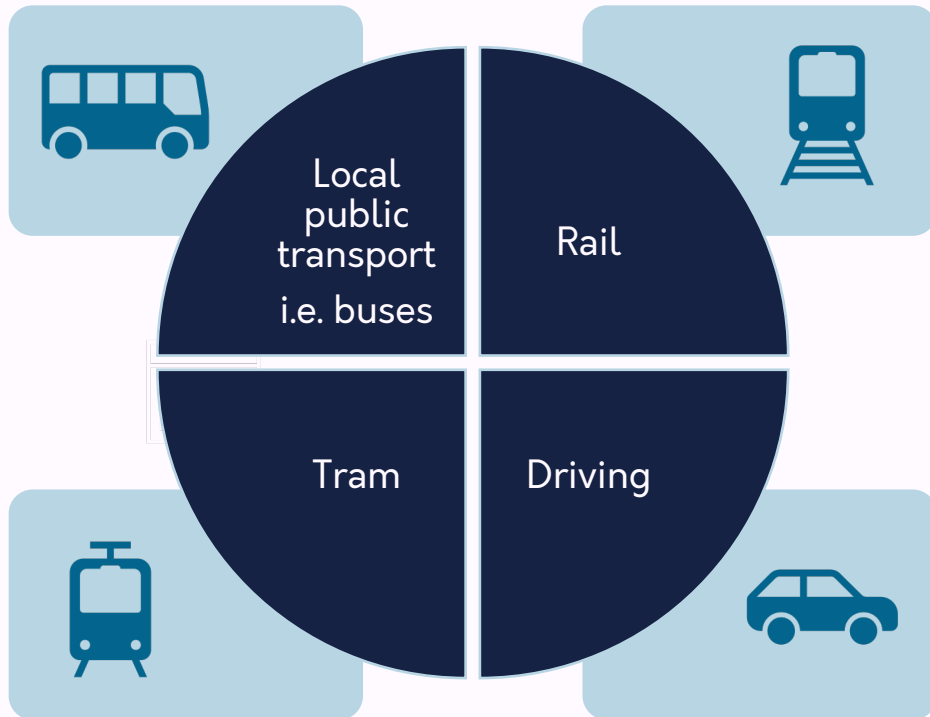 Local
public
transport
i.e. buses
Rail
Tram
Driving